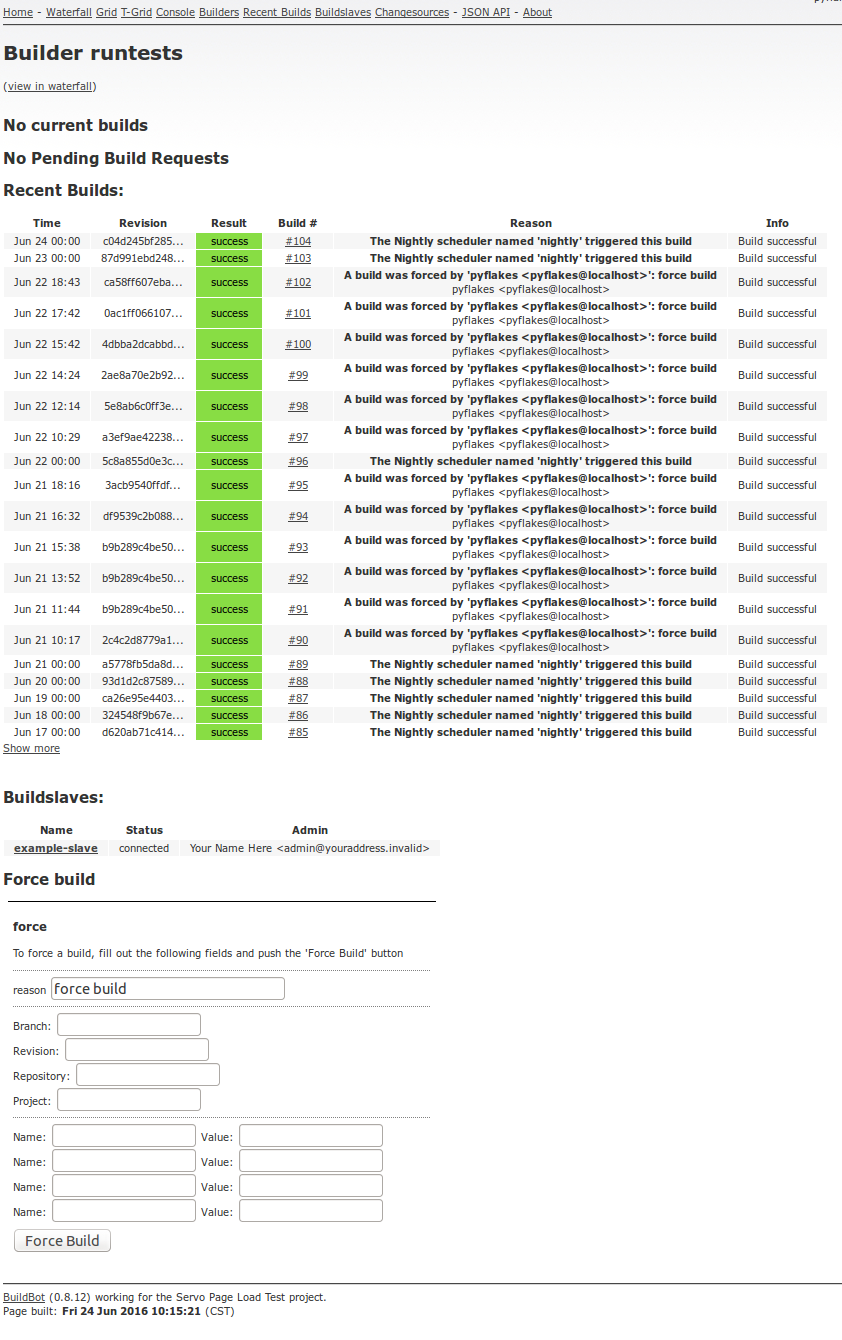 Home - Waterfall Grid T-Grid Console Builders Recent Builds Buildslaves Changesources - JSON API - About
Builder runtests
(view in waterfall)
No current builds
No Pending Build Requests
Recent Builds:
Time Revision Result Build # Reason Info
Jun 24 00:00 c04d245bf285... success #104 The Nightly scheduler named 'nightly' triggered this build Build successful
Jun 23 00:00 87d991ebd248... success #103 The Nightly scheduler named 'nightly' triggered this build Build successful
Jun 22 18:43 ca58ff607eba... success #102 A build was forced by 'pyflakes <pyflakes@localhost>': force build Build successful
pyflakes <pyflakes@localhost>
Jun 22 17:42 0ac1ff066107... success #101 A build was forced by 'pyflakes <pyflakes@localhost>': force build Build successful
pyflakes <pyflakes@localhost>
Jun 22 15:42 4dbba2dcabbd... success #100 A build was forced by 'pyflakes <pyflakes@localhost>': force build Build successful
pyflakes <pyflakes@localhost>
Jun 22 14:24 2ae8a70e2b92... success #99 A build was forced by 'pyflakes <pyflakes@localhost>': force build Build successful
pyflakes <pyflakes@localhost>
Jun 22 12:14 5e8ab6c0ff3e... success #98 A build was forced by 'pyflakes <pyflakes@localhost>': force build Build successful
pyflakes <pyflakes@localhost>
Jun 22 10:29 a3ef9ae42238... success #97 A build was forced by 'pyflakes <pyflakes@localhost>': force build Build successful
pyflakes <pyflakes@localhost>
Jun 22 00:00 5c8a855d0e3c... success #96 The Nightly scheduler named 'nightly' triggered this build Build successful
Jun 21 18:16 3acb9540ffdf... success #95 A build was forced by 'pyflakes <pyflakes@localhost>': force build Build successful
pyflakes <pyflakes@localhost>
Jun 21 16:32 df9539c2b088... success #94 A build was forced by 'pyflakes <pyflakes@localhost>': force build Build successful
pyflakes <pyflakes@localhost>
Jun 21 15:38 b9b289c4be50... success #93 A build was forced by 'pyflakes <pyflakes@localhost>': force build Build successful
pyflakes <pyflakes@localhost>
Jun 21 13:52 b9b289c4be50... success #92 A build was forced by 'pyflakes <pyflakes@localhost>': force build Build successful
pyflakes <pyflakes@localhost>
Jun 21 11:44 b9b289c4be50... success #91 A build was forced by 'pyflakes <pyflakes@localhost>': force build Build successful
pyflakes <pyflakes@localhost>
Jun 21 10:17 2c4c2d8779a1... success #90 A build was forced by 'pyflakes <pyflakes@localhost>': force build Build successful
pyflakes <pyflakes@localhost>
Jun 21 00:00 a5778fb5da8d... success #89 The Nightly scheduler named 'nightly' triggered this build Build successful
Jun 20 00:00 93d1d2c87589... success #88 The Nightly scheduler named 'nightly' triggered this build Build successful
Jun 19 00:00 ca26e95e4403... success #87 The Nightly scheduler named 'nightly' triggered this build Build successful
Jun 18 00:00 324548f9b67e... success #86 The Nightly scheduler named 'nightly' triggered this build Build successful
Jun 17 00:00 d620ab71c414... success #85 The Nightly scheduler named 'nightly' triggered this build Build successful
Show more
Buildslaves:
Name Status Admin
example-slave connected Your Name Here <admin@youraddress.invalid>
Force build
force
To force a build, fill out the following fields and push the 'Force Build' button
reason force build
Branch:
Revision:
Repository:
Project:
Name: Value:
Name: Value:
Name: Value:
Name: Value:
Force Build
BuildBot (0.8.12) working for the Servo Page Load Test project.
Page built: Fri 24 Jun 2016 10:15:21 (CST)